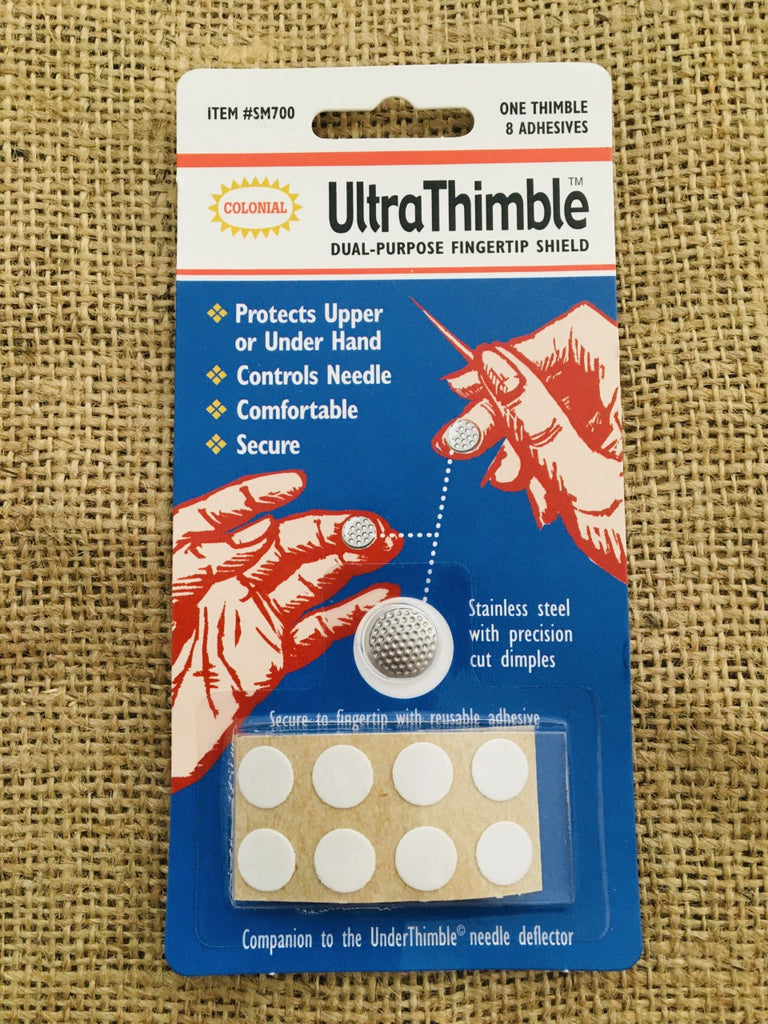 ITEM #SM700
ONE THIMBLE
8 ADHESIVES
COLONIAL
UltraThimble™
DUAL-PURPOSE FINGERTIP SHIELD
❖ Protects Upper
or Under Hand
❖ Controls Needle
❖ Comfortable
❖ Secure
Stainless steel
with precision
cut dimples
Secure to fingertip with reusable adhesive
Companion to the UnderThimble© needle deflector